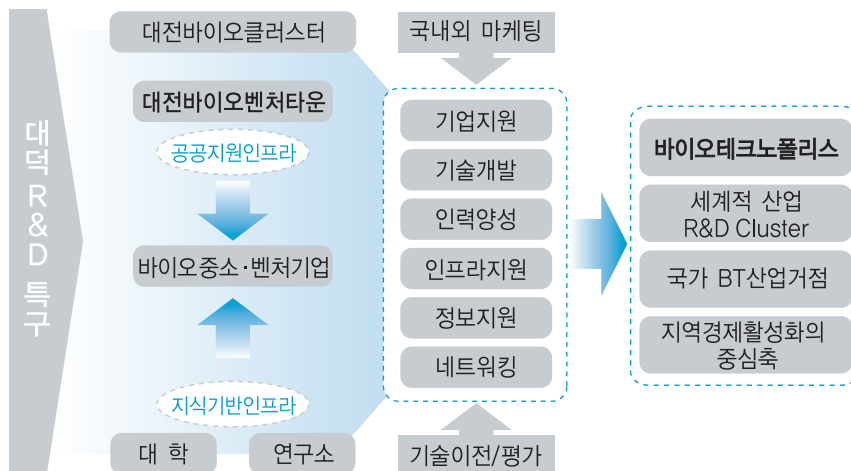 대덕 R&D 특구
대전바이오클러스터
대전바이오벤처타운
공공지원인프라
바이오중소·벤처기업
지식기반인프라
대 학
연구소
국내외 마케팅
기업지원
기술개발
인력양성
인프라지원
정보지원
네트워킹
기술이전/평가
바이오테크노폴리스
세계적 산업
R&D Cluster
국가 BT산업거점
지역경제활성화의
중심축